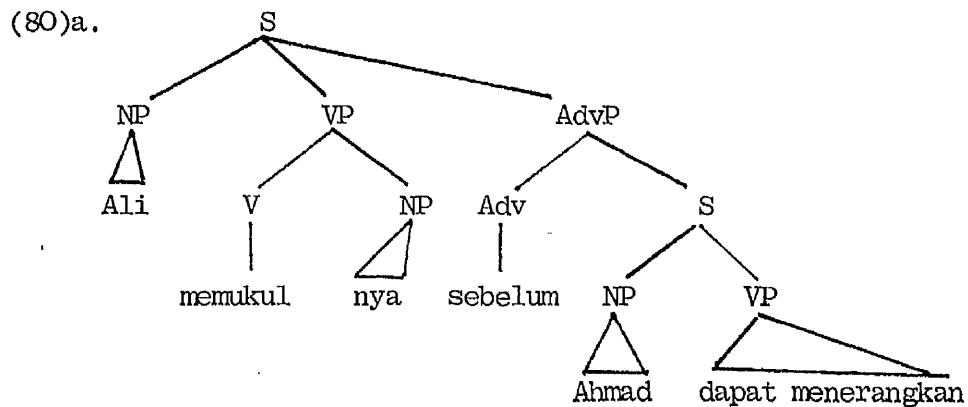 (80)a. S
NP VP AdvP
Ali V NP Adv S
memukul nya sebelum NP VP
Ahmad dapat menerangkan